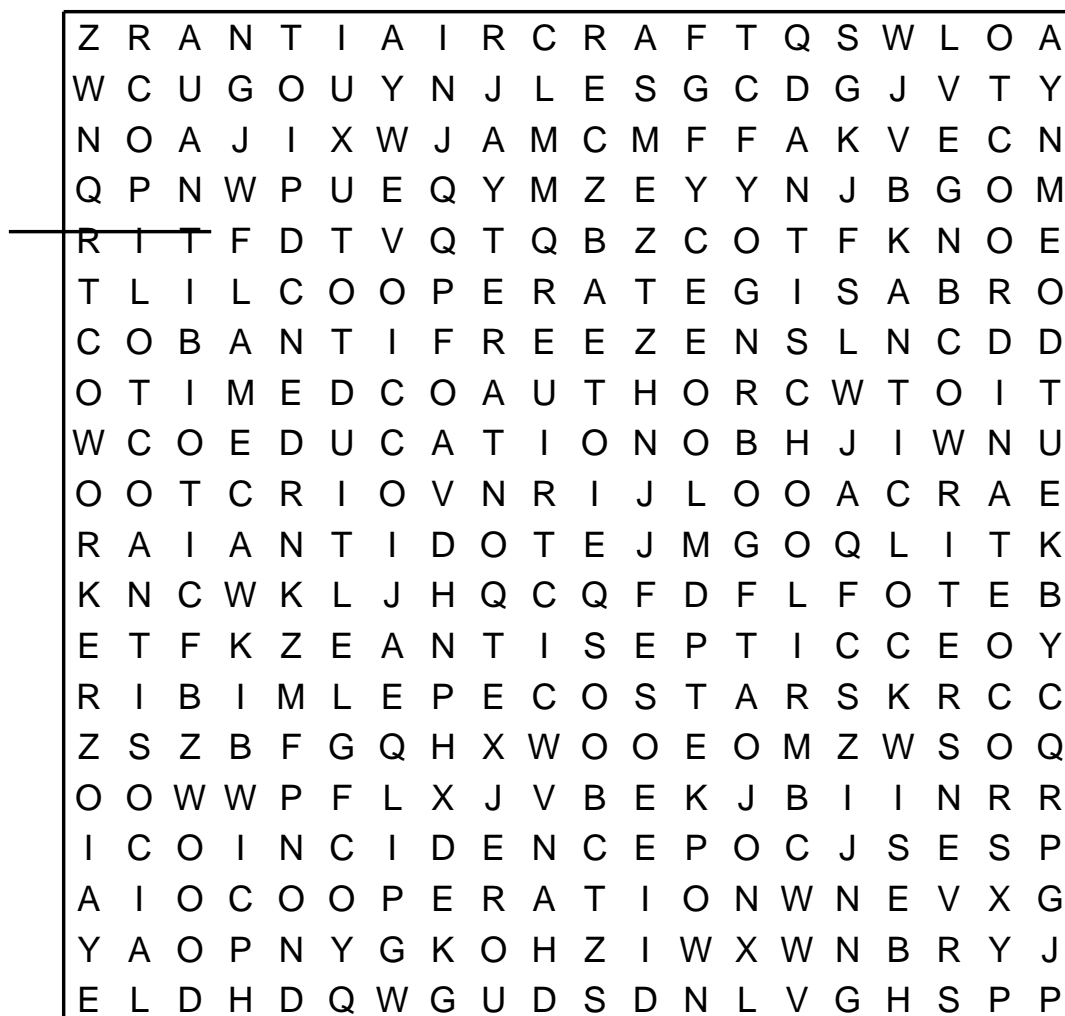 Z R A N T I A I R C R A F T Q S W L O A
W C U G O U Y N J L E S G C D G J V T Y
N O A J I X W J A M C M F F A K V E C N
Q P N W P U E Q Y M Z E Y Y N J B G O M
R I T F D T V Q T Q B Z C O T F K N O E
T L I L C O O P E R A T E G I S A B R O
C O B A N T I F R E E Z E N S L N C D D
O T I M E D C O A U T H O R C W T O I T
W C O E D U C A T I O N O B H J I W N U
O O T C R I O V N R I J L O O A C R A E
R A I A N T I D O T E J M G O Q L I T K
K N C W K L J H Q C Q F D F L F O T E B
E T F K Z E A N T I S E P T I C C E O Y
R I B I M L E P E C O S T A R S K R C C
Z S Z B F G Q H X W O O E O M Z W S O Q
O O W W P F L X J V B E K J B I I N R R
I C O I N C I D E N C E P O C J S E S P
A I O C O O P E R A T I O N W N E V X G
Y A O P N Y G K O H Z I W X W N B R Y J
E L D H D Q W G U D S D N L V G H S P P